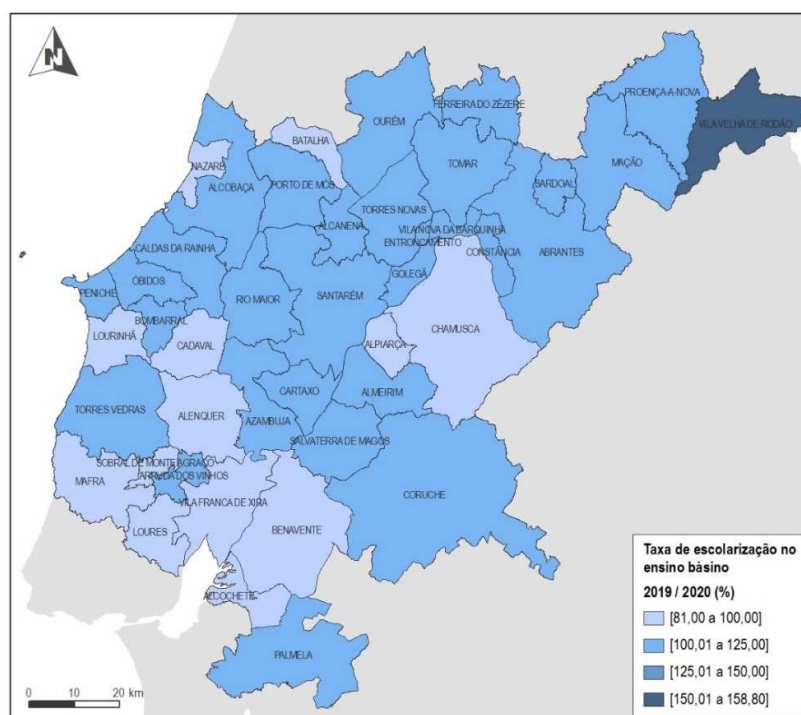 N
PROENÇA-A-NOVA
FERREIRA DO ZÊZERE
OURÉM
VILA VELHA DE RÓDÃO
BATALHA
NAZARÉ
TOMAR
MAÇÃO
SARDOAL
ALCOBAÇA
PORTO DE MÓS
TORRES NOVAS
ALCANENA
VILA NOVA DA BARQUINHA
ENTRONCAMENTO
CALDAS DA RAINHA
CONSTÂNCIA
ABRANTES
GOLEGÃ
ÓBIDOS
PENICHE
SANTARÉM
RIO MAIOR
BOMBARRAL
CHAMUSCA
LOURINHÃ
CADAVAL
ALPIARÇA
CARTAXO
ALMEIRIM
TORRES VEDRAS
ALENQUER
AZAMBUJA
SALVATERRA DE MAGOS
SOBRAL DE MONTE AGRAÇO
ARRUDA DOS VINHOS
MAFRA
CORUCHE
VILA FRANCA DE XIRA
LOURES
BENAVENTE
ALCOCHETE
PALMELA
Taxa de escolarização no
ensino básino
2019 / 2020 (%)
[81,00 a 100,00]
[100,01 a 125,00]
[125,01 a 150,00]
[150,01 a 158,80]
0 10 20 km